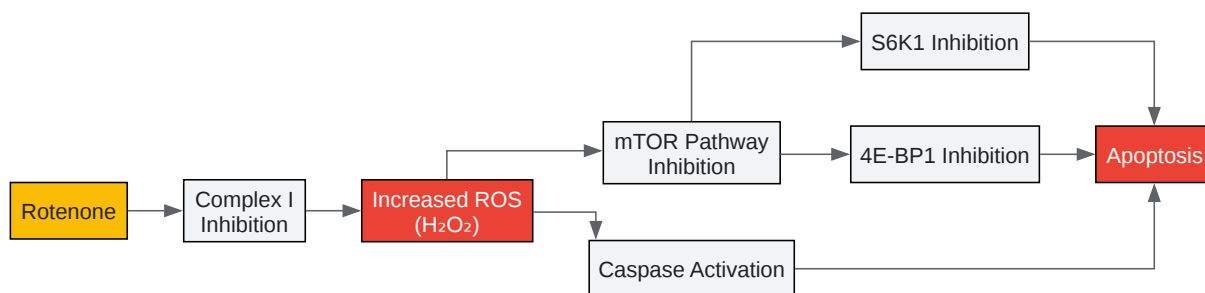 Rotenone
Complex I
Inhibition
Increased ROS
(H₂O₂)
mTOR Pathway
Inhibition
S6K1 Inhibition
4E-BP1 Inhibition
Caspase Activation
Apoptosis